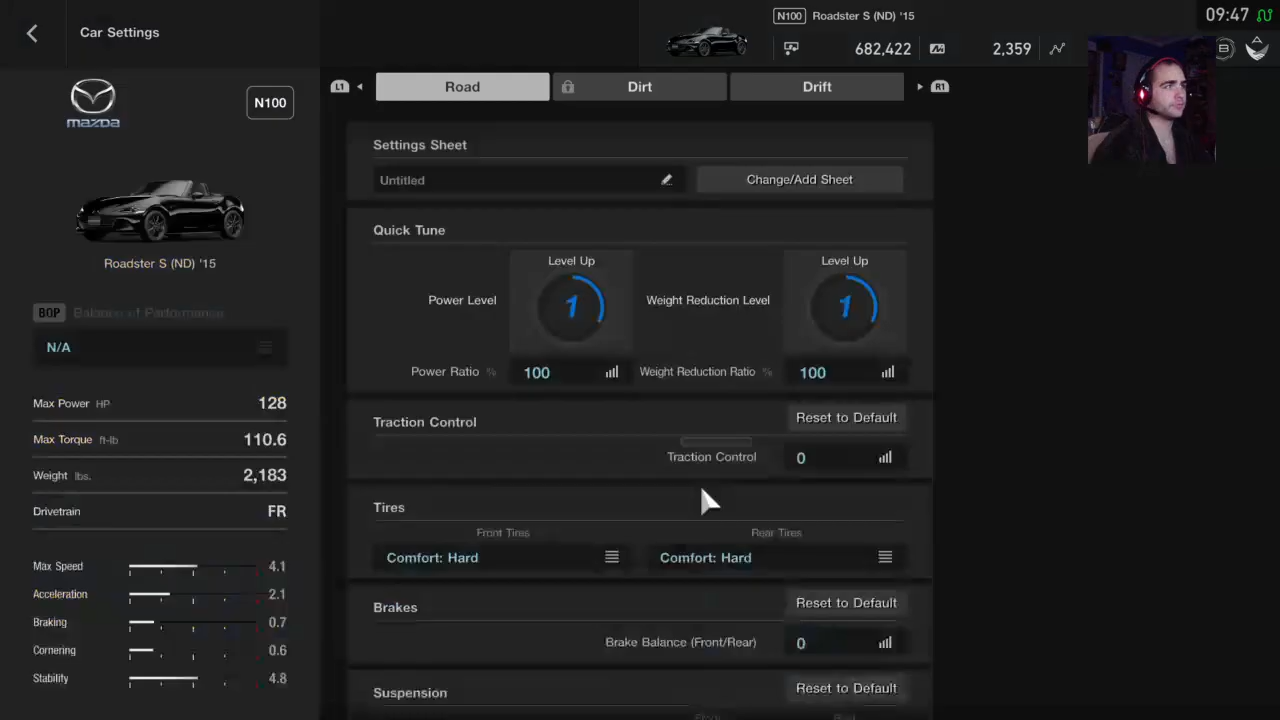 Car Settings
N100 Roadster S (ND) '15
682,422
2,359
09:47
B
mazda
N100
Roadster S (ND) '15
BOP Balance of Performance
N/A
Max Power HP 128
Max Torque ft-lb 110.6
Weight lbs. 2,183
Drivetrain FR
Max Speed 4.1
Acceleration 2.1
Braking 0.7
Cornering 0.6
Stability 4.8
L1 Road Dirt Drift R1
Settings Sheet
Untitled Change/Add Sheet
Quick Tune
Level Up Level Up
Power Level 1 Weight Reduction Level 1
Power Ratio % 100 Weight Reduction Ratio % 100
Traction Control Reset to Default
Traction Control 0
Tires
Front Tires Rear Tires
Comfort: Hard Comfort: Hard
Brakes Reset to Default
Brake Balance (Front/Rear) 0
Suspension Reset to Default